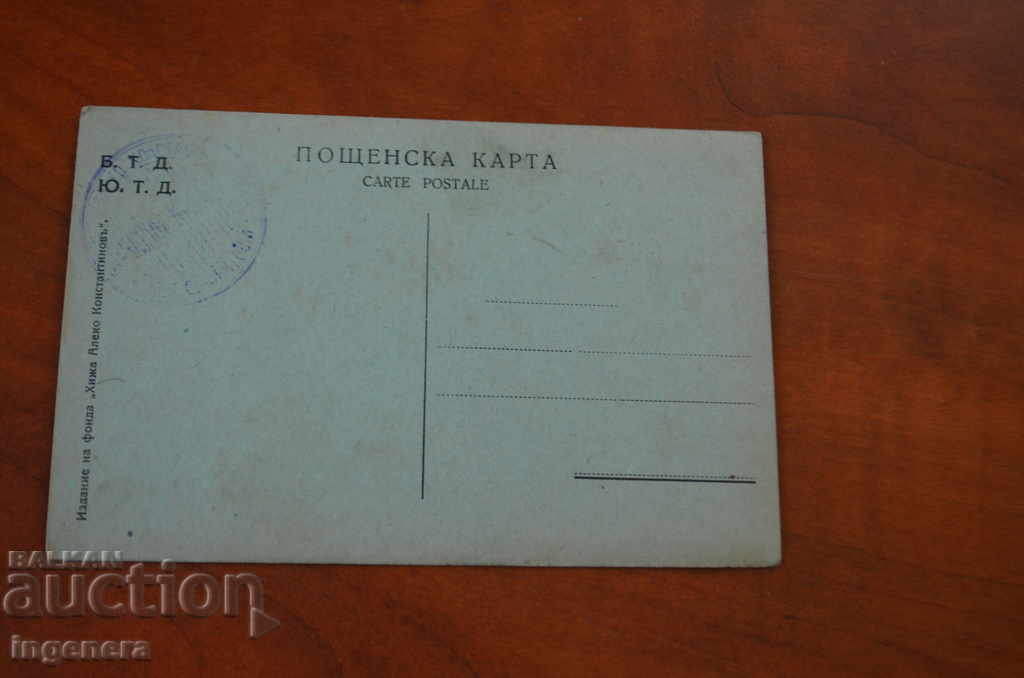 Б. Т. Д.
Ю. Т. Д.
ПОЩЕНСКА КАРТА
CARTE POSTALE
Издание на фонда „Хижа Алеко Константиновъ".
BALKAN
auction
ingenera